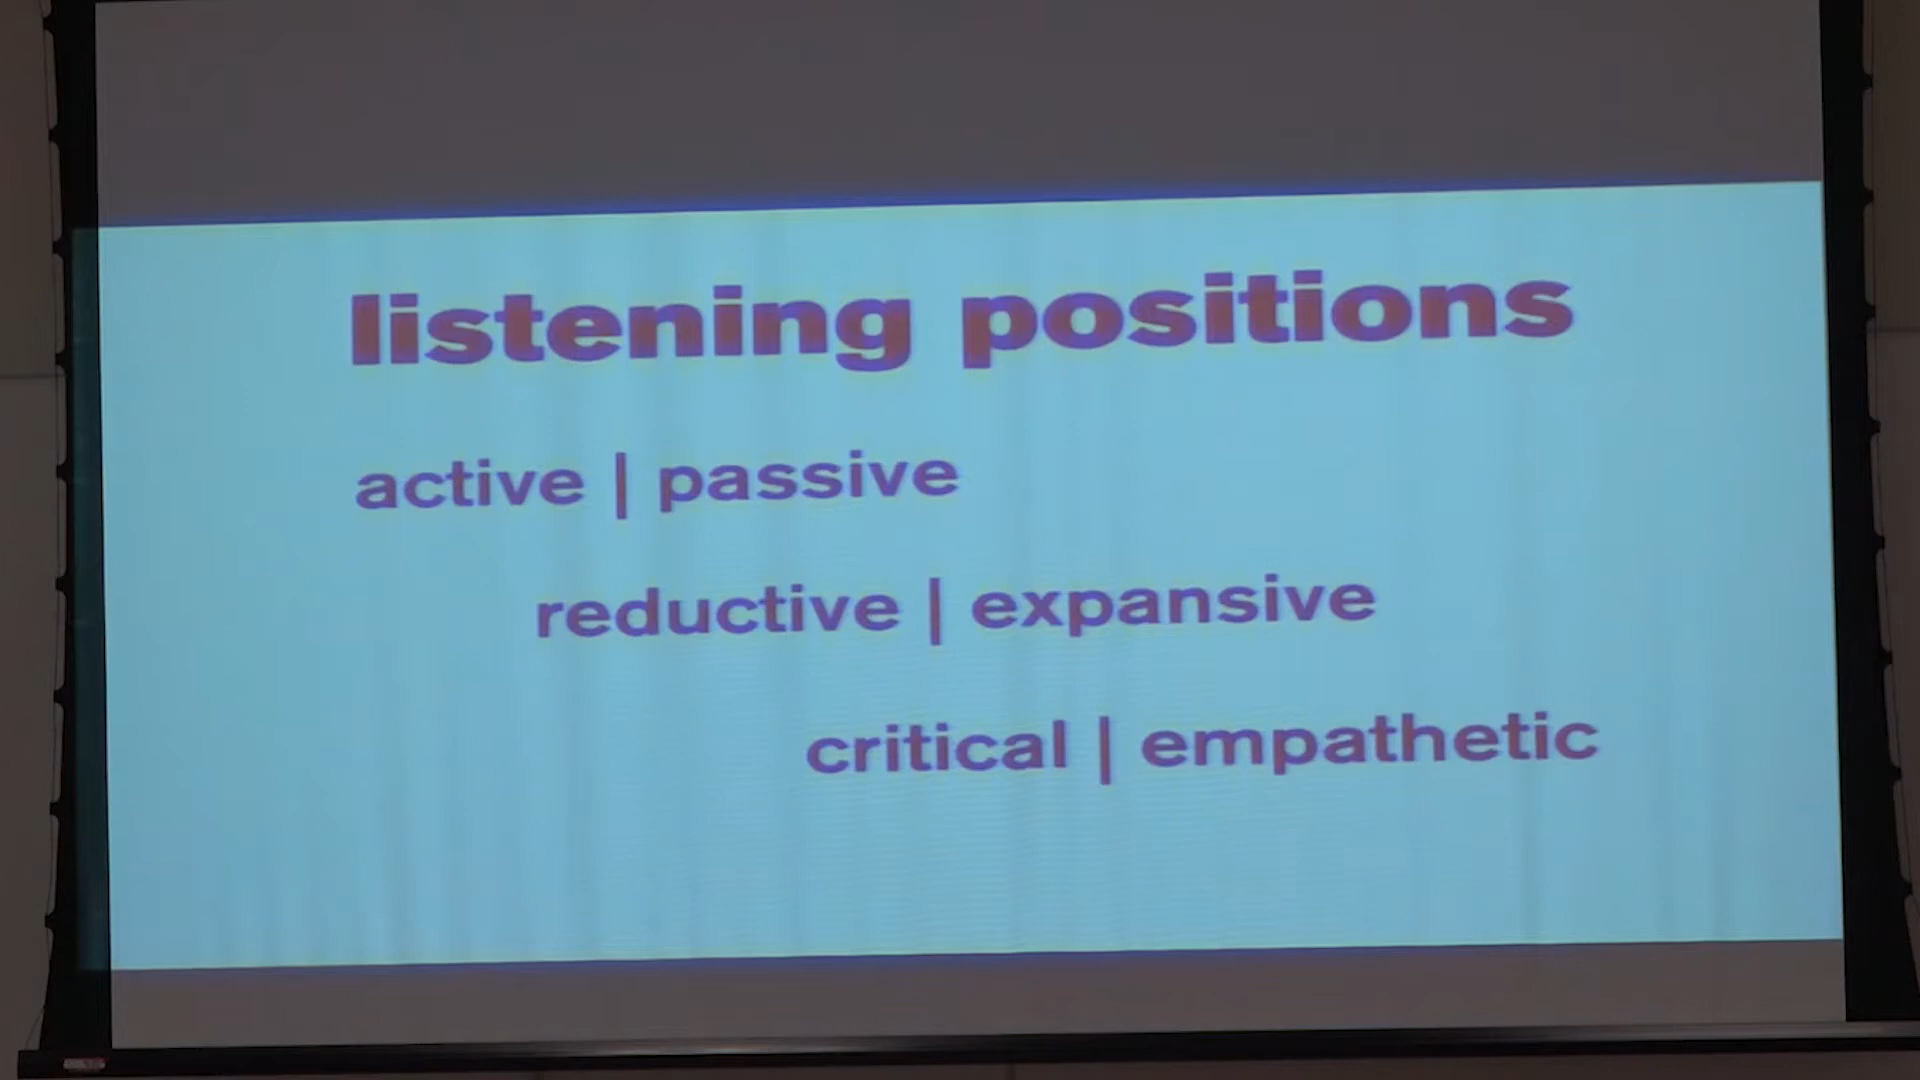 listening positions
active | passive
reductive | expansive
critical | empathetic